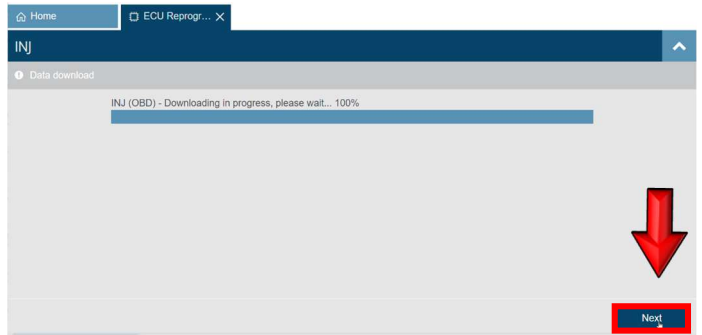 Home
ECU Reprogr...
INJ
Data download
INJ (OBD) - Downloading in progress, please wait... 100%
Next